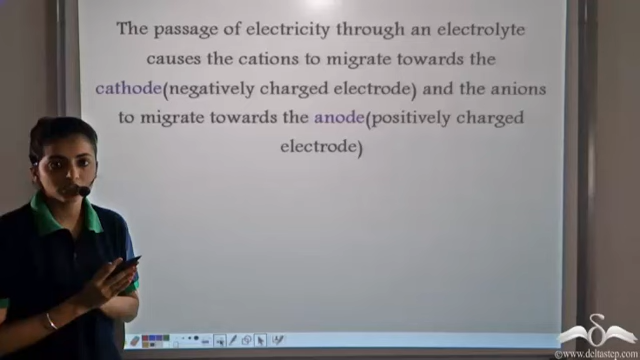 The passage of electricity through an electrolyte
causes the cations to migrate towards the
cathode(negatively charged electrode) and the anions
to migrate towards the anode(positively charged
electrode)
©www.deltastep.com